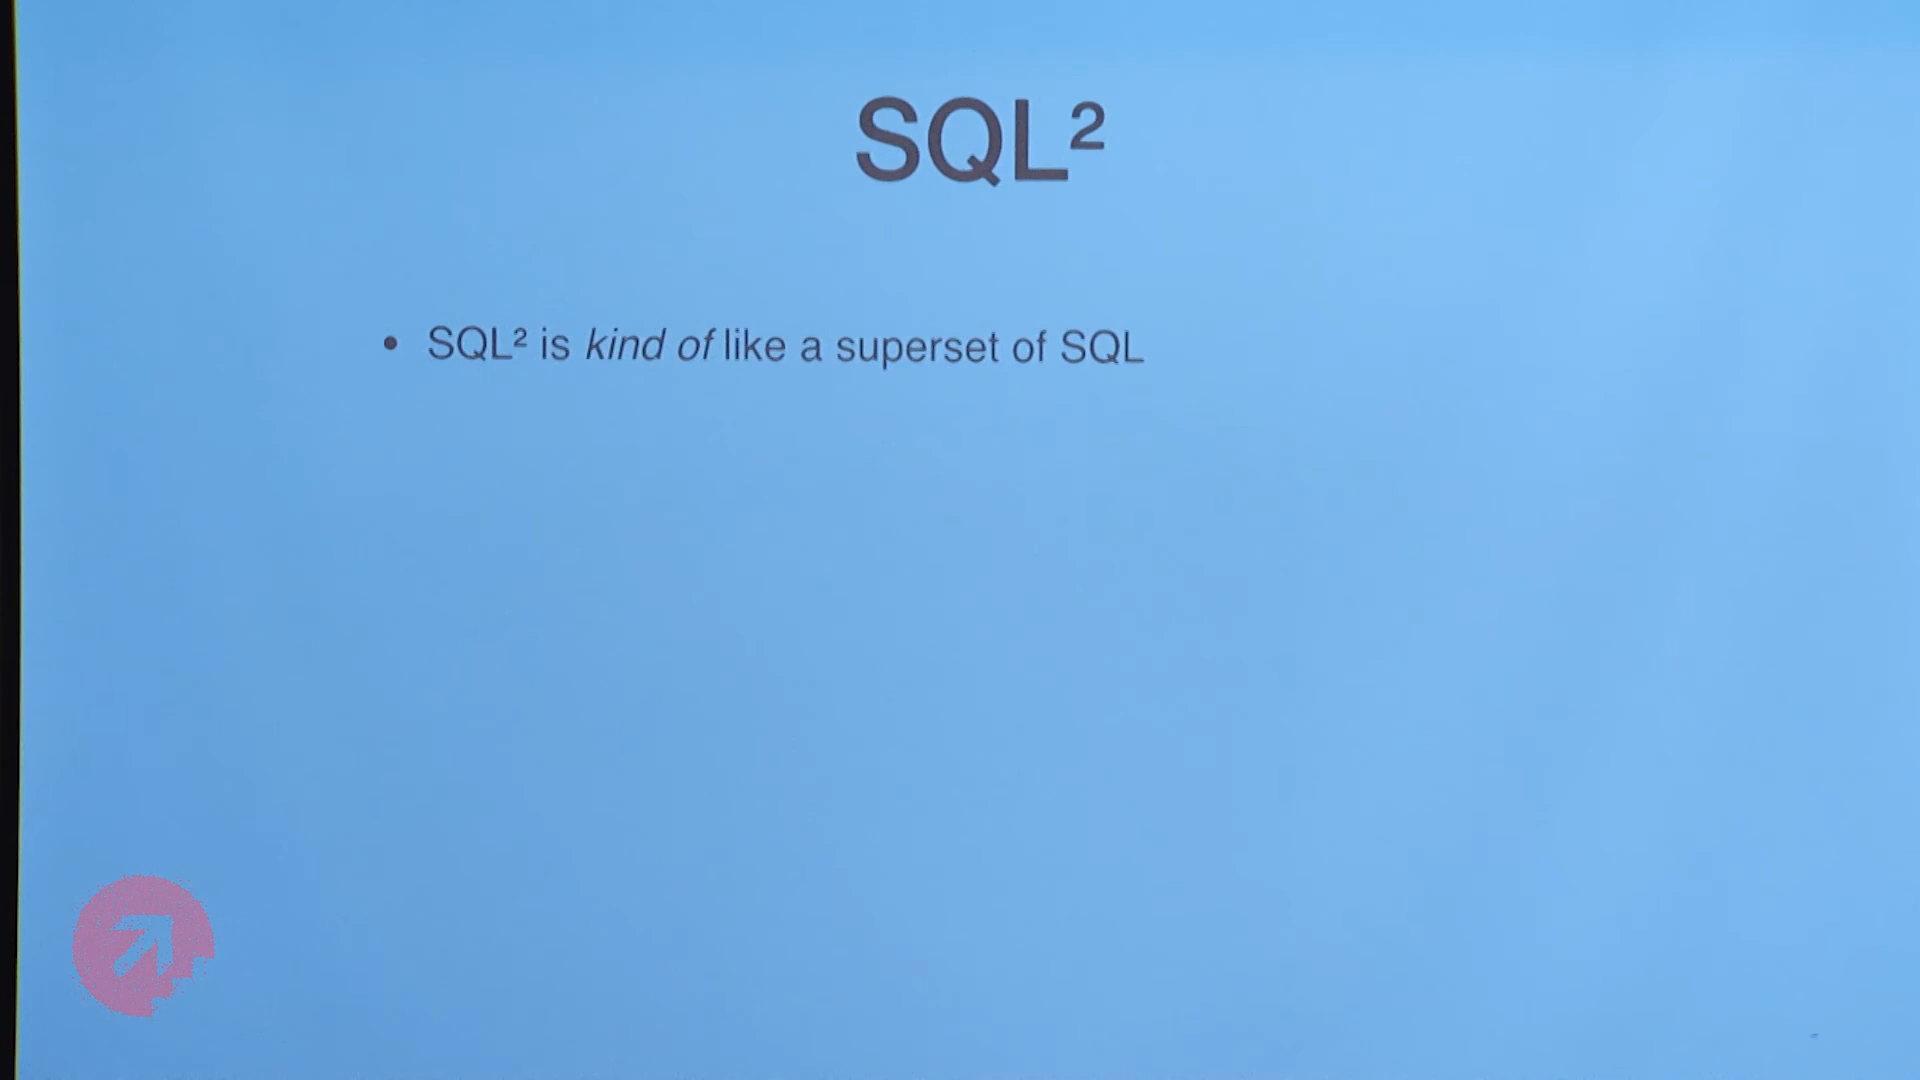 SQL²
• SQL² is kind of like a superset of SQL